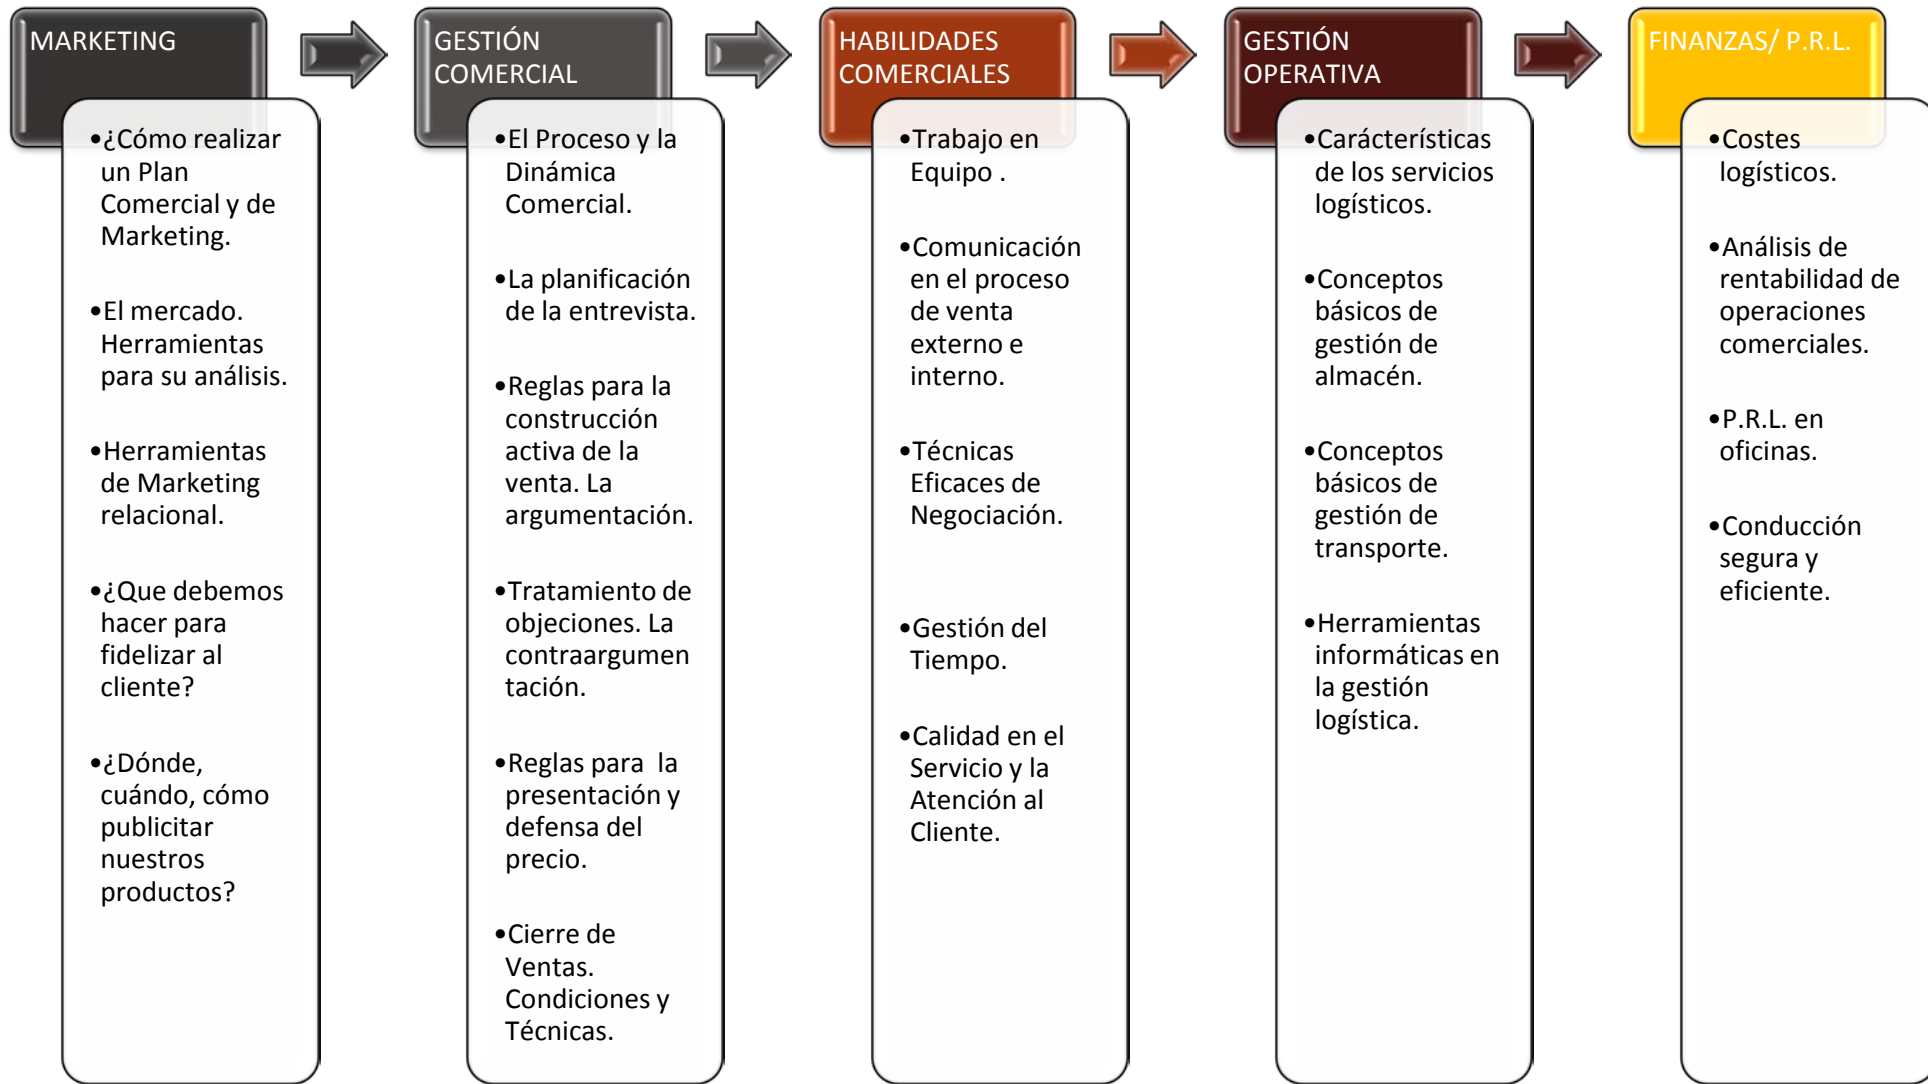 MARKETING
•¿Cómo realizar
un Plan
Comercial y de
Marketing.
•El mercado.
Herramientas
para su análisis.
•Herramientas
de Marketing
relacional.
•¿Que debemos
hacer para
fidelizar al
cliente?
•¿Dónde,
cuándo, cómo
publicitar
nuestros
productos?
GESTIÓN
COMERCIAL
•El Proceso y la
Dinámica
Comercial.
•La planificación
de la entrevista.
•Reglas para la
construcción
activa de la
venta. La
argumentación.
•Tratamiento de
objeciones. La
contraargumen
tación.
•Reglas para  la
presentación y
defensa del
precio.
•Cierre de
Ventas.
Condiciones y
Técnicas.
HABILIDADES
COMERCIALES
•Trabajo en
Equipo .
•Comunicación
en el proceso
de venta
externo e
interno.
•Técnicas
Eficaces de
Negociación.
•Gestión del
Tiempo.
•Calidad en el
Servicio y la
Atención al
Cliente.
GESTIÓN
OPERATIVA
•Carácterísticas
de los servicios
logísticos.
•Conceptos
básicos de
gestión de
almacén.
•Conceptos
básicos de
gestión de
transporte.
•Herramientas
informáticas en
la gestión
logística.
FINANZAS/ P.R.L.
•Costes
logísticos.
•Análisis de
rentabilidad de
operaciones
comerciales.
•P.R.L. en
oficinas.
•Conducción
segura y
eficiente.